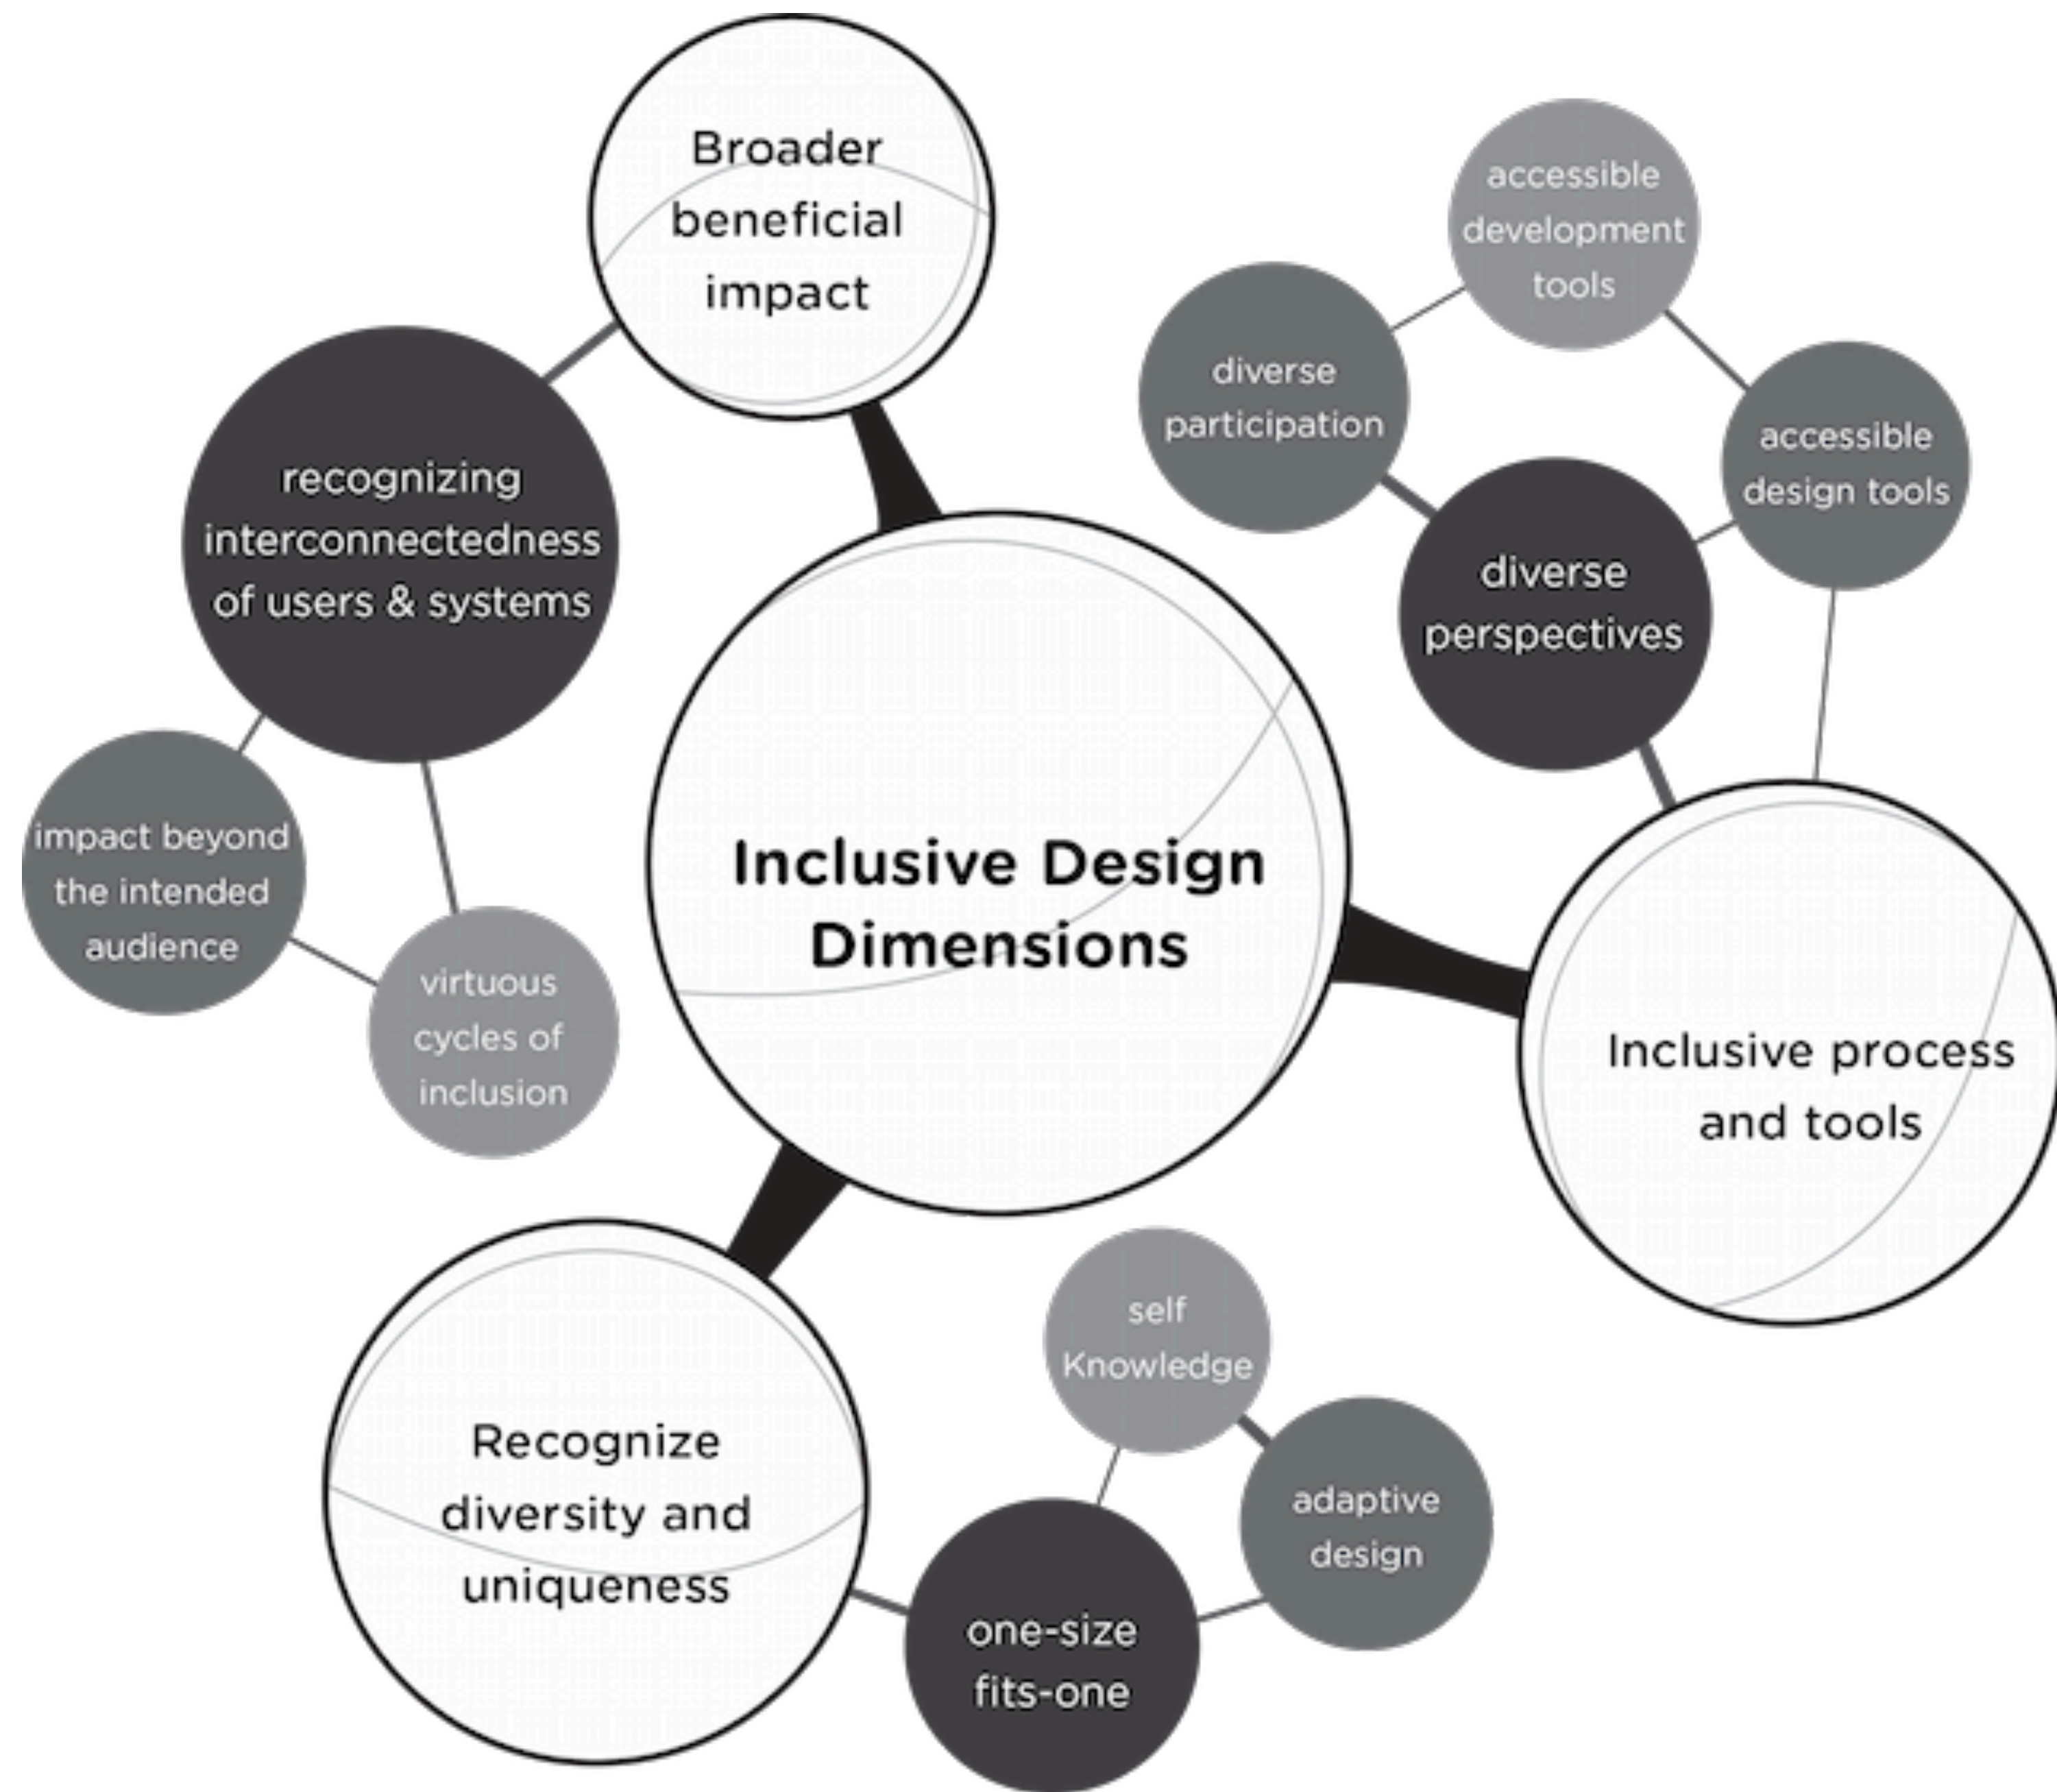 Broader
beneficial
impact
accessible
development
tools
diverse
participation
accessible
design tools
recognizing
interconnectedness
of users & systems
diverse
perspectives
impact beyond
the intended
audience
virtuous
cycles of
inclusion
Inclusive Design
Dimensions
Inclusive process
and tools
Recognize
diversity and
uniqueness
self
Knowledge
adaptive
design
one-size
fits-one